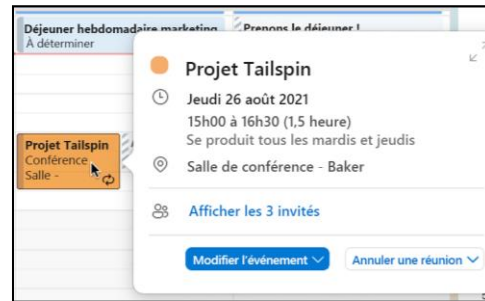 Déjeuner hebdomadaire marketing
À déterminer
Prenons le déjeuner !
Projet Tailspin
Conférence
Salle -
Projet Tailspin
Jeudi 26 août 2021
15h00 à 16h30 (1,5 heure)
Se produit tous les mardis et jeudis
Salle de conférence - Baker
Afficher les 3 invités
Modifier l'événement
Annuler une réunion